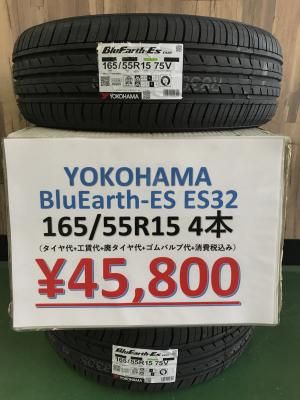 BluEarth-Es ES32
165/55R15 75V
YOKOHAMA
YOKOHAMA
BluEarth-ES ES32
165/55R15 4本
（タイヤ代+工賃代+廃タイヤ代+ゴムバルブ代+消費税込み）
¥45,800
BluEarth-Es
165/55R15 75V